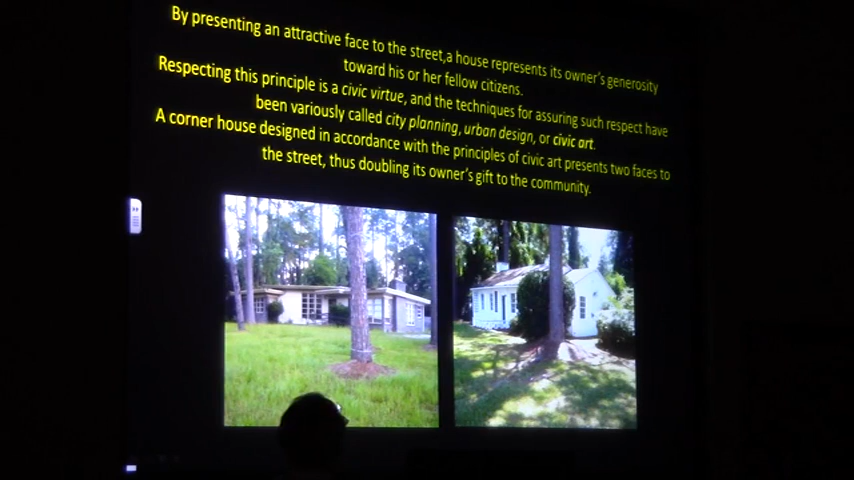 By presenting an attractive face to the street,a house represents its owner's generosity
toward his or her fellow citizens.
Respecting this principle is a civic virtue, and the techniques for assuring such respect have
been variously called city planning, urban design, or civic art.
A corner house designed in accordance with the principles of civic art presents two faces to
the street, thus doubling its owner's gift to the community.